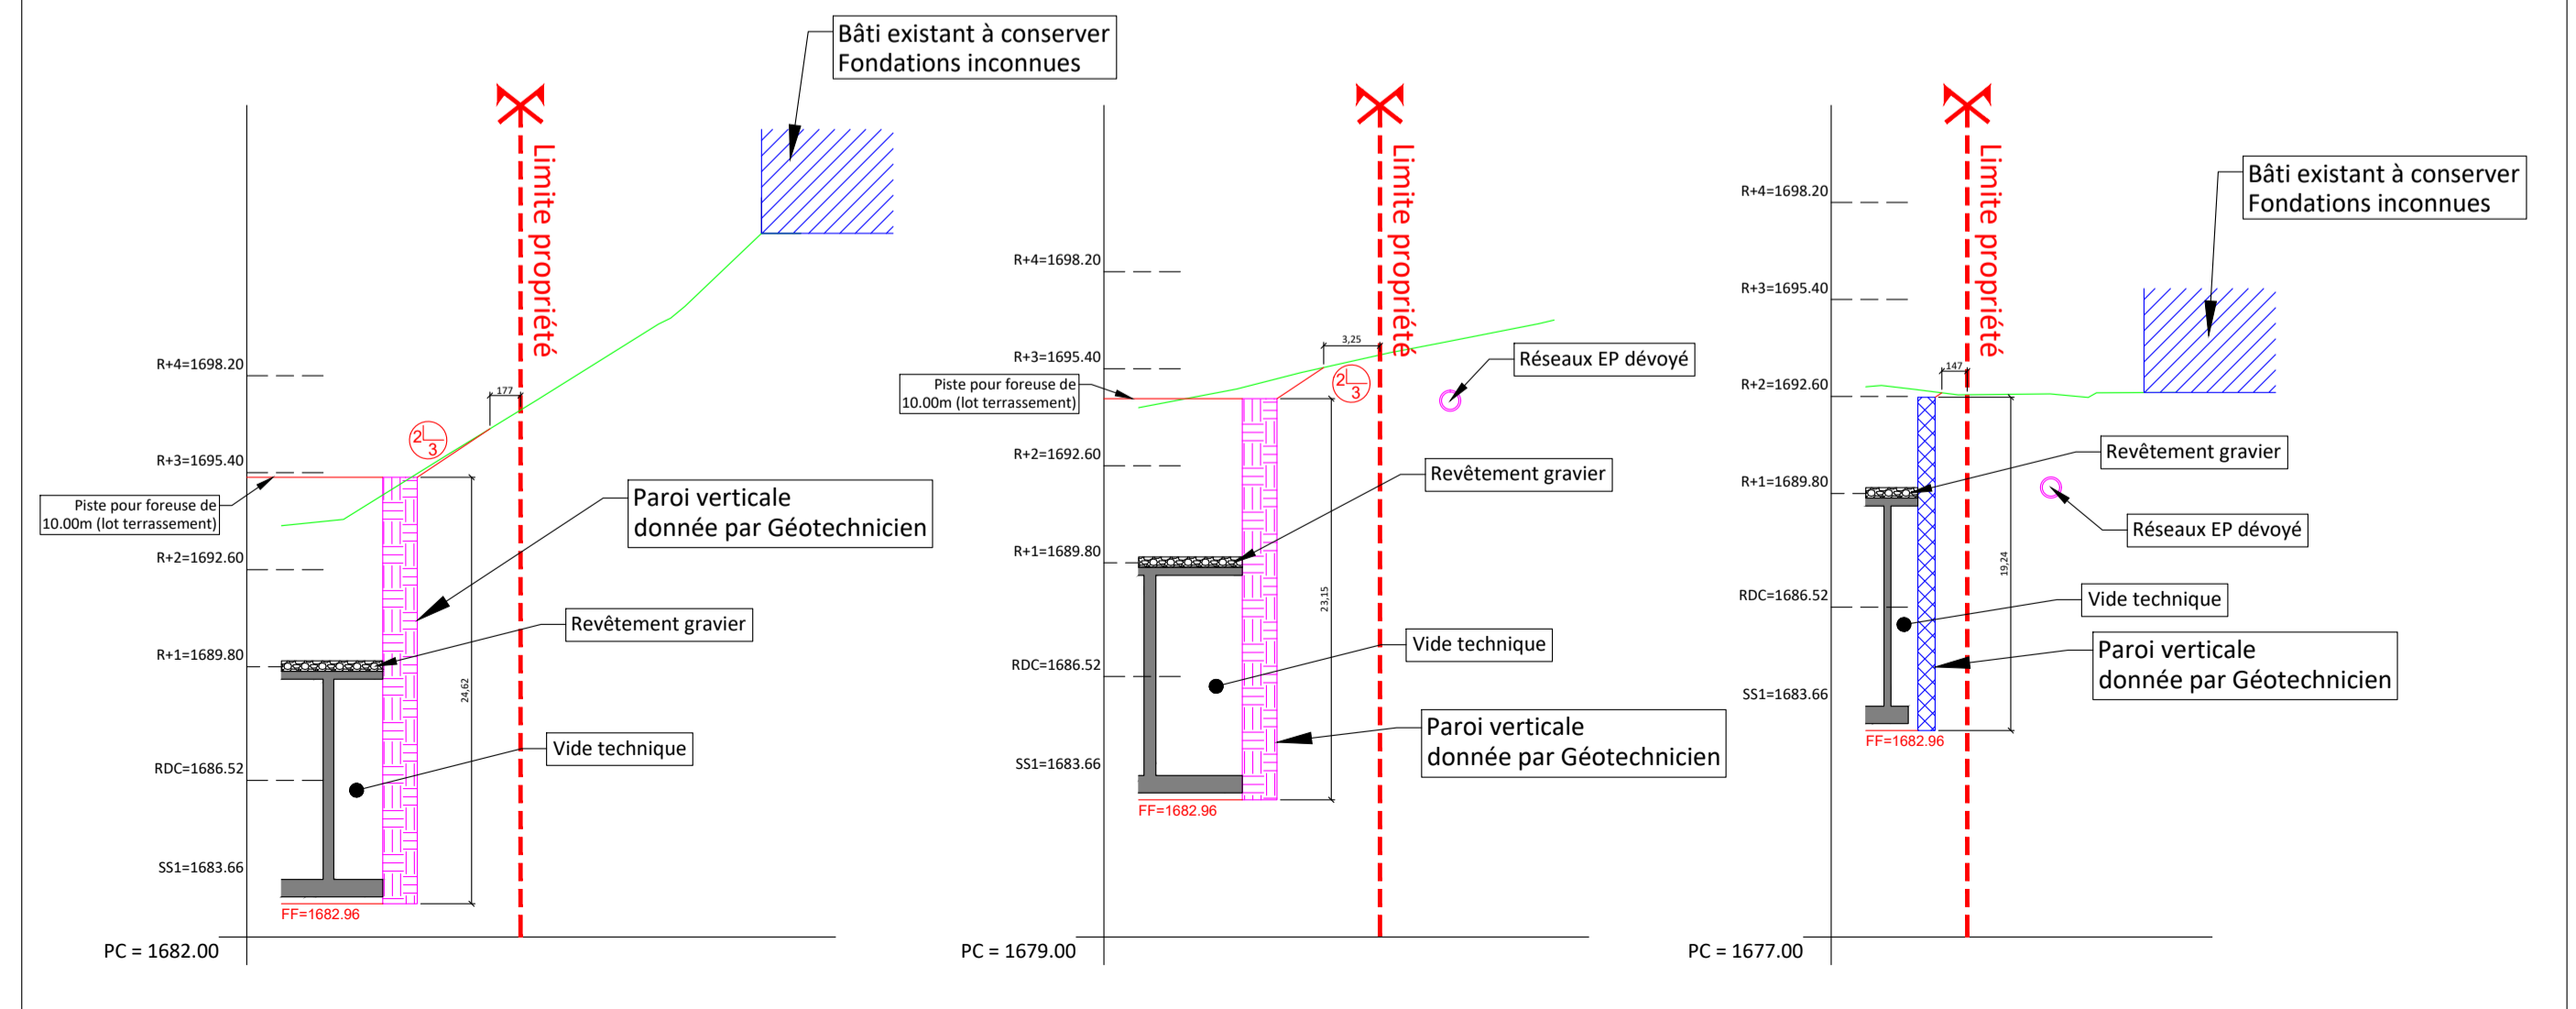 Bâti existant à conserver
Fondations inconnues
Limite propriété
R+4=1698.20
177
2
3
R+3=1695.40
Piste pour foreuse de
10.00m (lot terrassement)
Paroi verticale
donnée par Géotechnicien
R+2=1692.60
Revêtement gravier
R+1=1689.80
24,62
Vide technique
RDC=1686.52
SS1=1683.66
FF=1682.96
PC = 1682.00
Limite propriété
R+4=1698.20
3,25
R+3=1695.40
Réseaux EP dévoyé
2
3
Piste pour foreuse de
10.00m (lot terrassement)
R+2=1692.60
Revêtement gravier
R+1=1689.80
23,15
Vide technique
RDC=1686.52
Paroi verticale
donnée par Géotechnicien
SS1=1683.66
FF=1682.96
PC = 1679.00
Limite propriété
Bâti existant à conserver
Fondations inconnues
R+4=1698.20
R+3=1695.40
147
R+2=1692.60
Revêtement gravier
R+1=1689.80
Réseaux EP dévoyé
19,24
RDC=1686.52
Vide technique
Paroi verticale
donnée par Géotechnicien
SS1=1683.66
FF=1682.96
PC = 1677.00